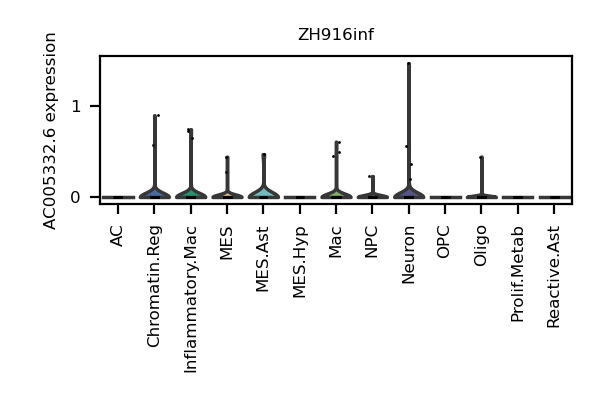 ZH916inf
AC005332.6 expression
1
0
AC
Chromatin.Reg
Inflammatory.Mac
MES
MES.Ast
MES.Hyp
Mac
NPC
Neuron
OPC
Oligo
Prolif.Metab
Reactive.Ast